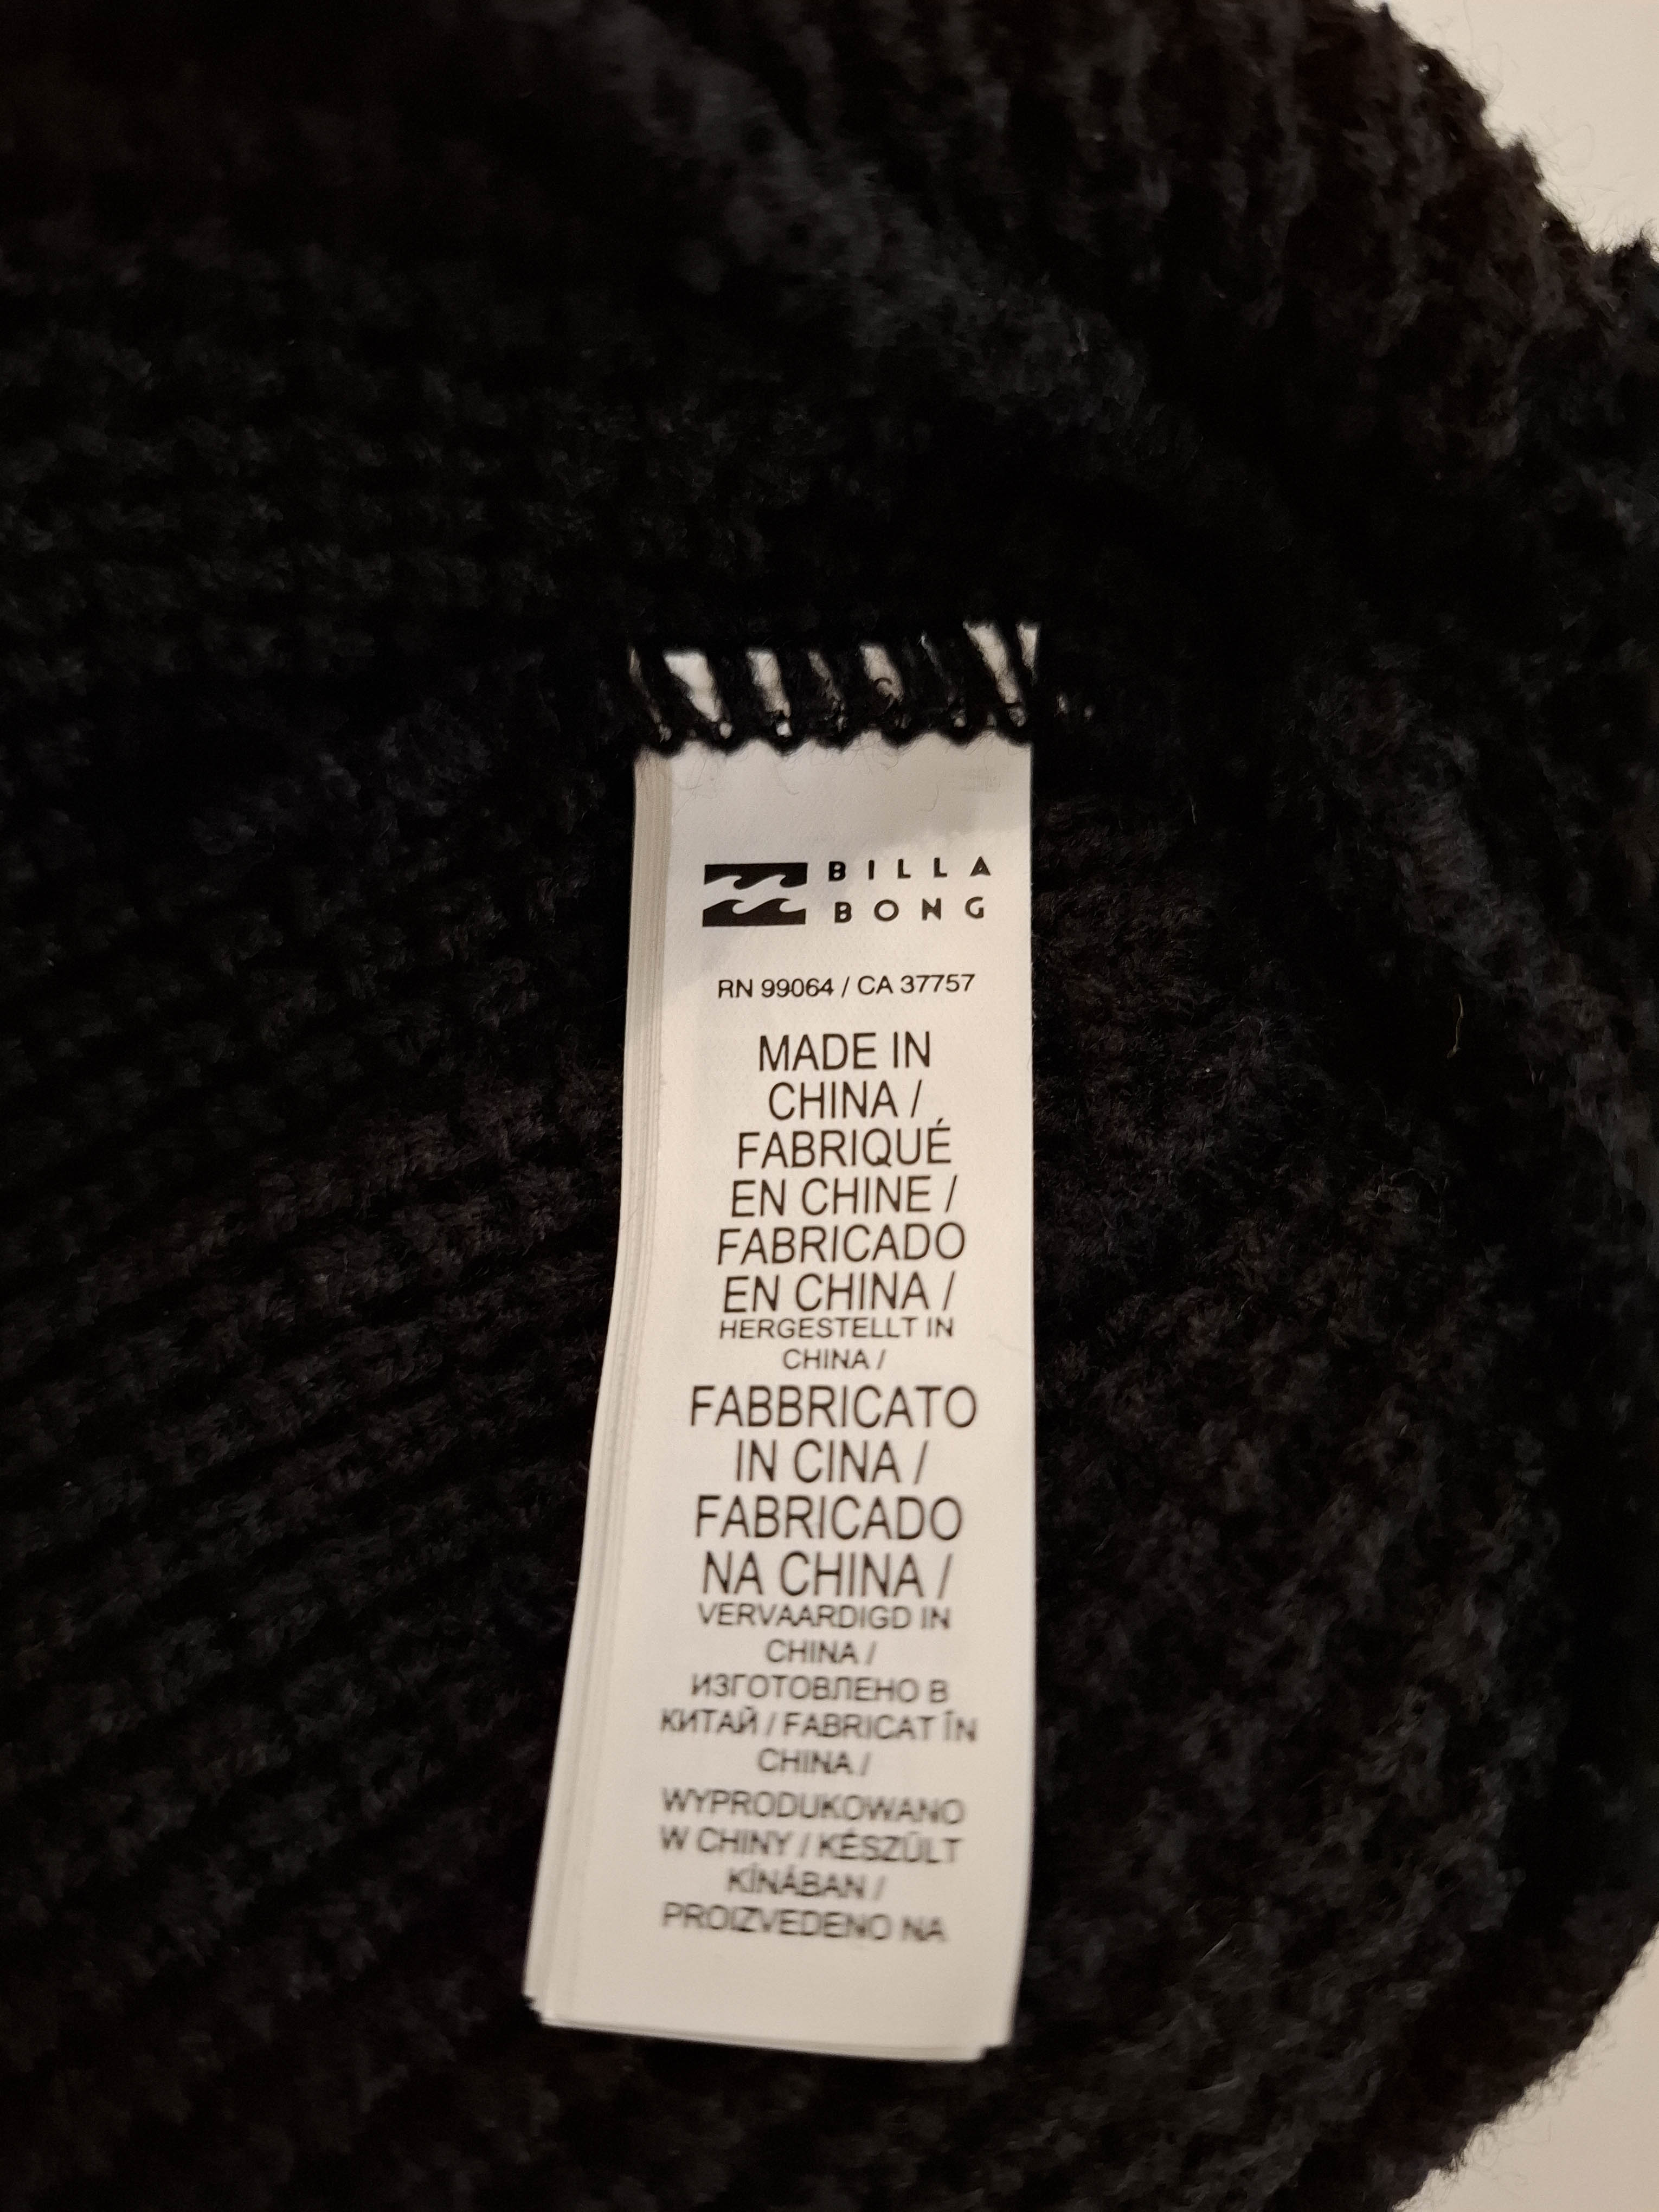 BILLA
BONG
RN 99064 / CA 37757
MADE IN
CHINA /
FABRIQUÉ
EN CHINE /
FABRICADO
EN CHINA /
HERGESTELLT IN
CHINA /
FABBRICATO
IN CINA /
FABRICADO
NA CHINA /
VERVAARDIGD IN
CHINA /
ИЗГОТОВЛЕНО В
КИТАЙ / FABRICAT ÎN
CHINA /
WYPRODUKOWANO
W CHINY / KÉSZÜLT
KÍNÁBAN /
PROIZVEDENO NA